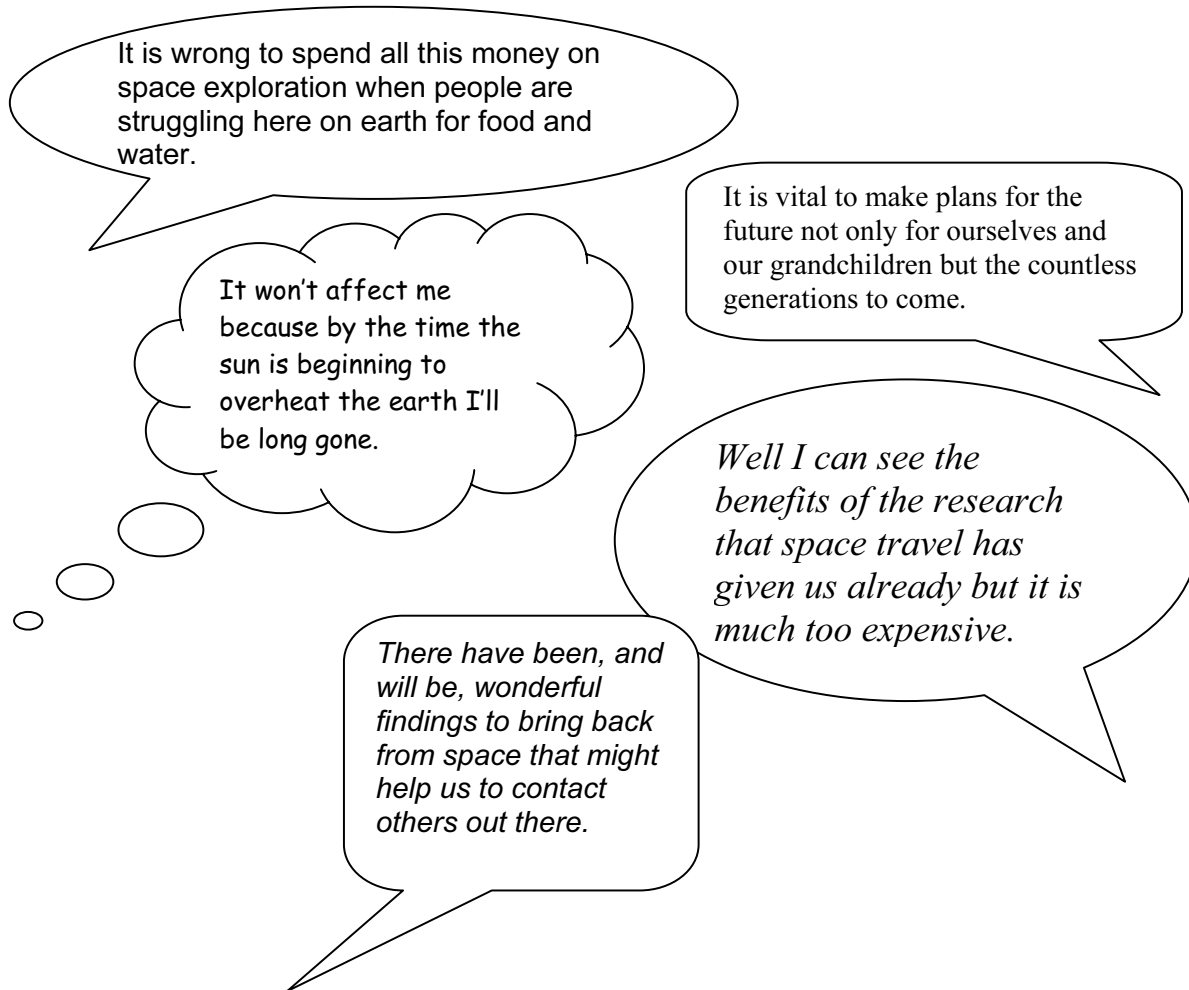 It is wrong to spend all this money on
space exploration when people are
struggling here on earth for food and
water.
It is vital to make plans for the
future not only for ourselves and
our grandchildren but the countless
generations to come.
It won't affect me
because by the time the
sun is beginning to
overheat the earth I'll
be long gone.
Well I can see the
benefits of the research
that space travel has
given us already but it is
much too expensive.
There have been, and
will be, wonderful
findings to bring back
from space that might
help us to contact
others out there.